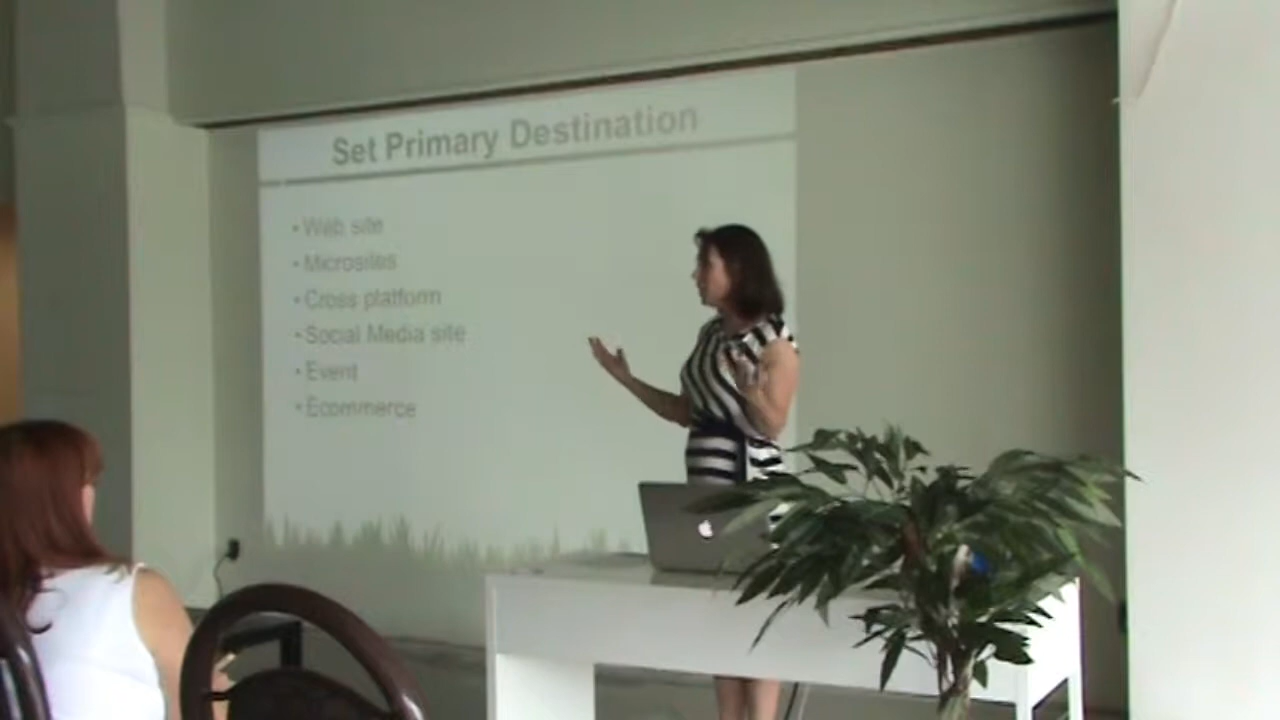 Set Primary Destination
• Web site
• Microsites
• Cross platform
• Social Media site
• Event
• Ecommerce